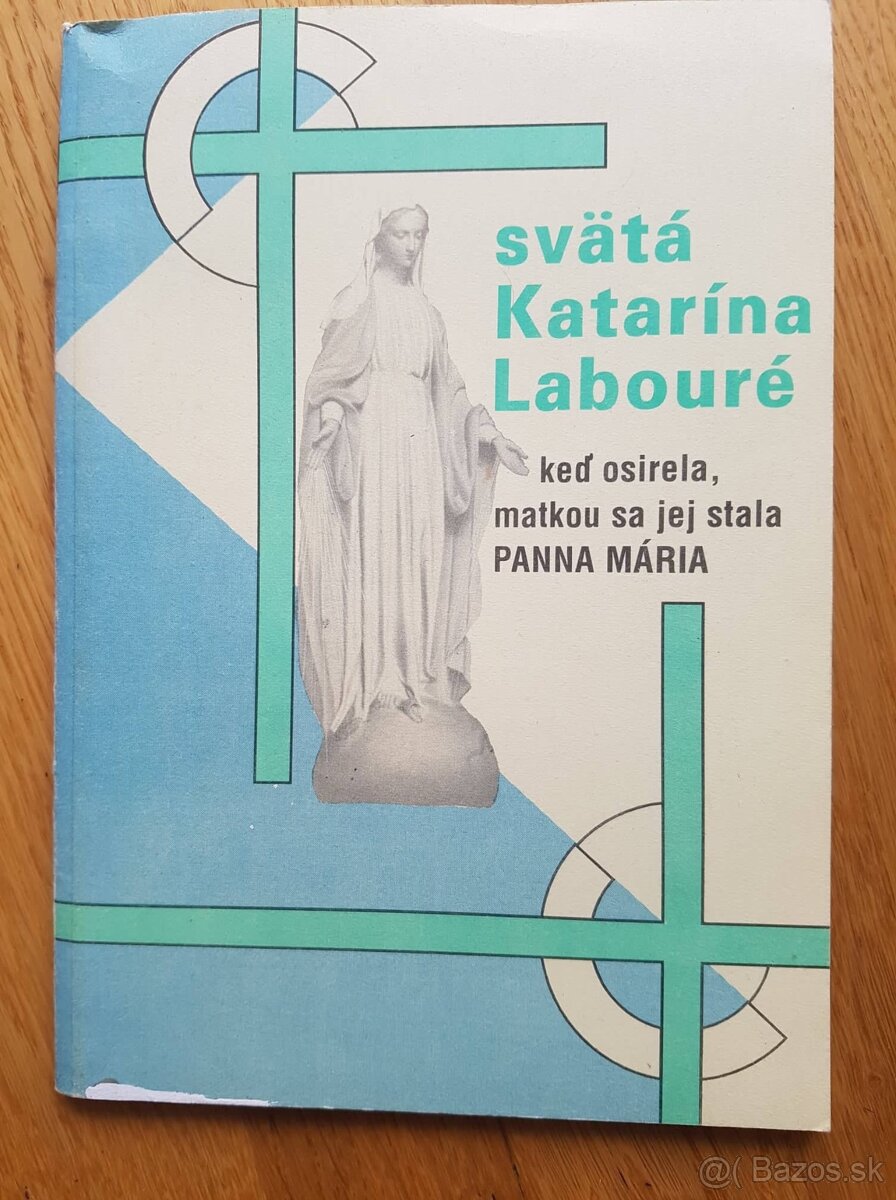 svätá
Katarína
Labouré
keď osirela,
matkou sa jej stala
PANNA MÁRIA
@( Bazos.sk